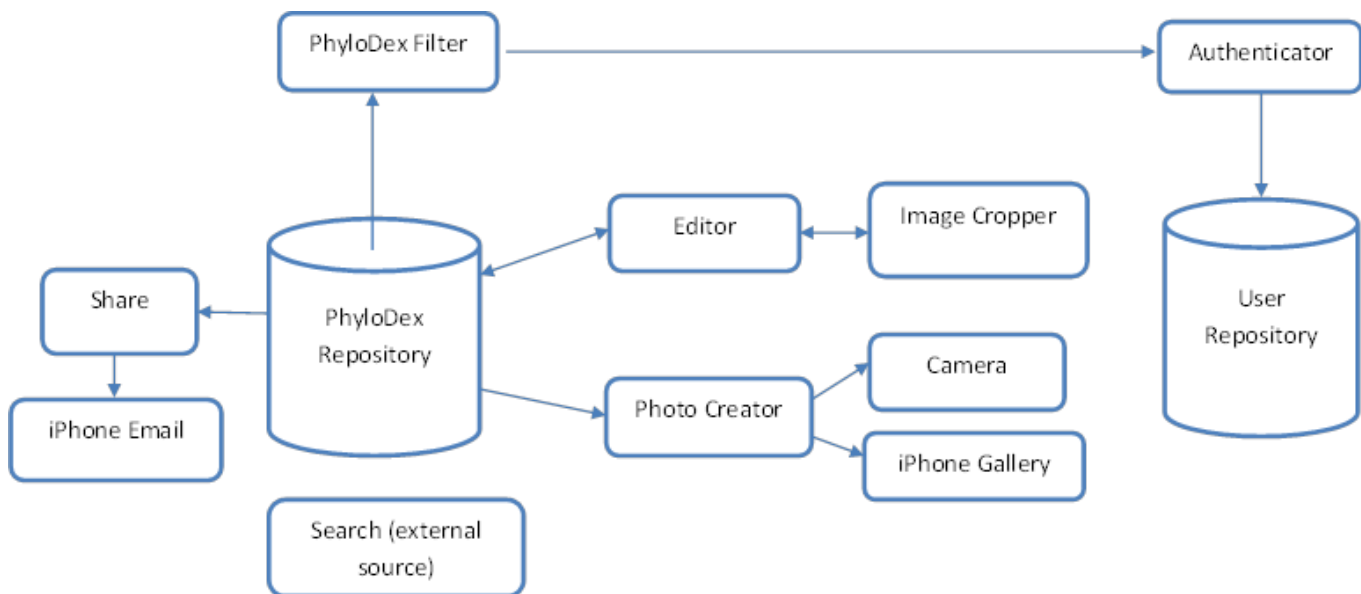 PhyloDex Filter
Authenticator
Editor
Image Cropper
Share
PhyloDex
Repository
User
Repository
Camera
Photo Creator
iPhone Email
iPhone Gallery
Search (external
source)